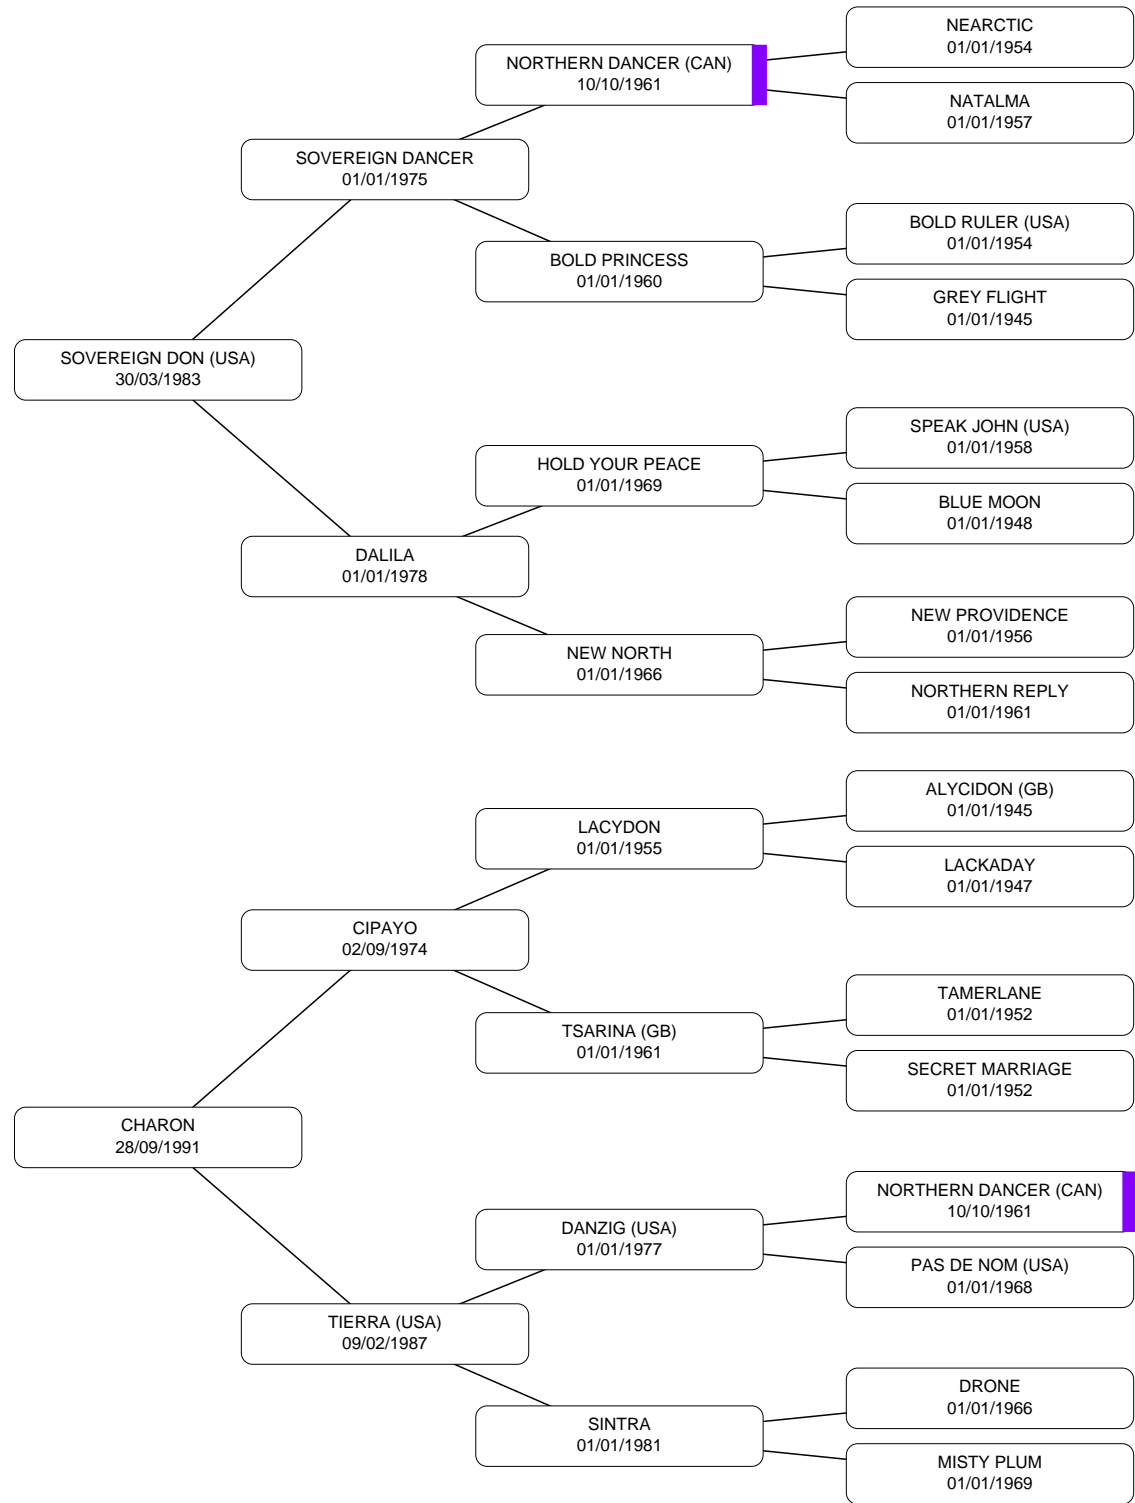 NEARCTIC
01/01/1954
NORTHERN DANCER (CAN)
10/10/1961
NATALMA
01/01/1957
SOVEREIGN DANCER
01/01/1975
BOLD RULER (USA)
01/01/1954
BOLD PRINCESS
01/01/1960
GREY FLIGHT
01/01/1945
SOVEREIGN DON (USA)
30/03/1983
SPEAK JOHN (USA)
01/01/1958
HOLD YOUR PEACE
01/01/1969
BLUE MOON
01/01/1948
DALILA
01/01/1978
NEW PROVIDENCE
01/01/1956
NEW NORTH
01/01/1966
NORTHERN REPLY
01/01/1961
ALYCIDON (GB)
01/01/1945
LACYDON
01/01/1955
LACKADAY
01/01/1947
CIPAYO
02/09/1974
TAMERLANE
01/01/1952
TSARINA (GB)
01/01/1961
SECRET MARRIAGE
01/01/1952
CHARON
28/09/1991
NORTHERN DANCER (CAN)
10/10/1961
DANZIG (USA)
01/01/1977
PAS DE NOM (USA)
01/01/1968
TIERRA (USA)
09/02/1987
DRONE
01/01/1966
SINTRA
01/01/1981
MISTY PLUM
01/01/1969